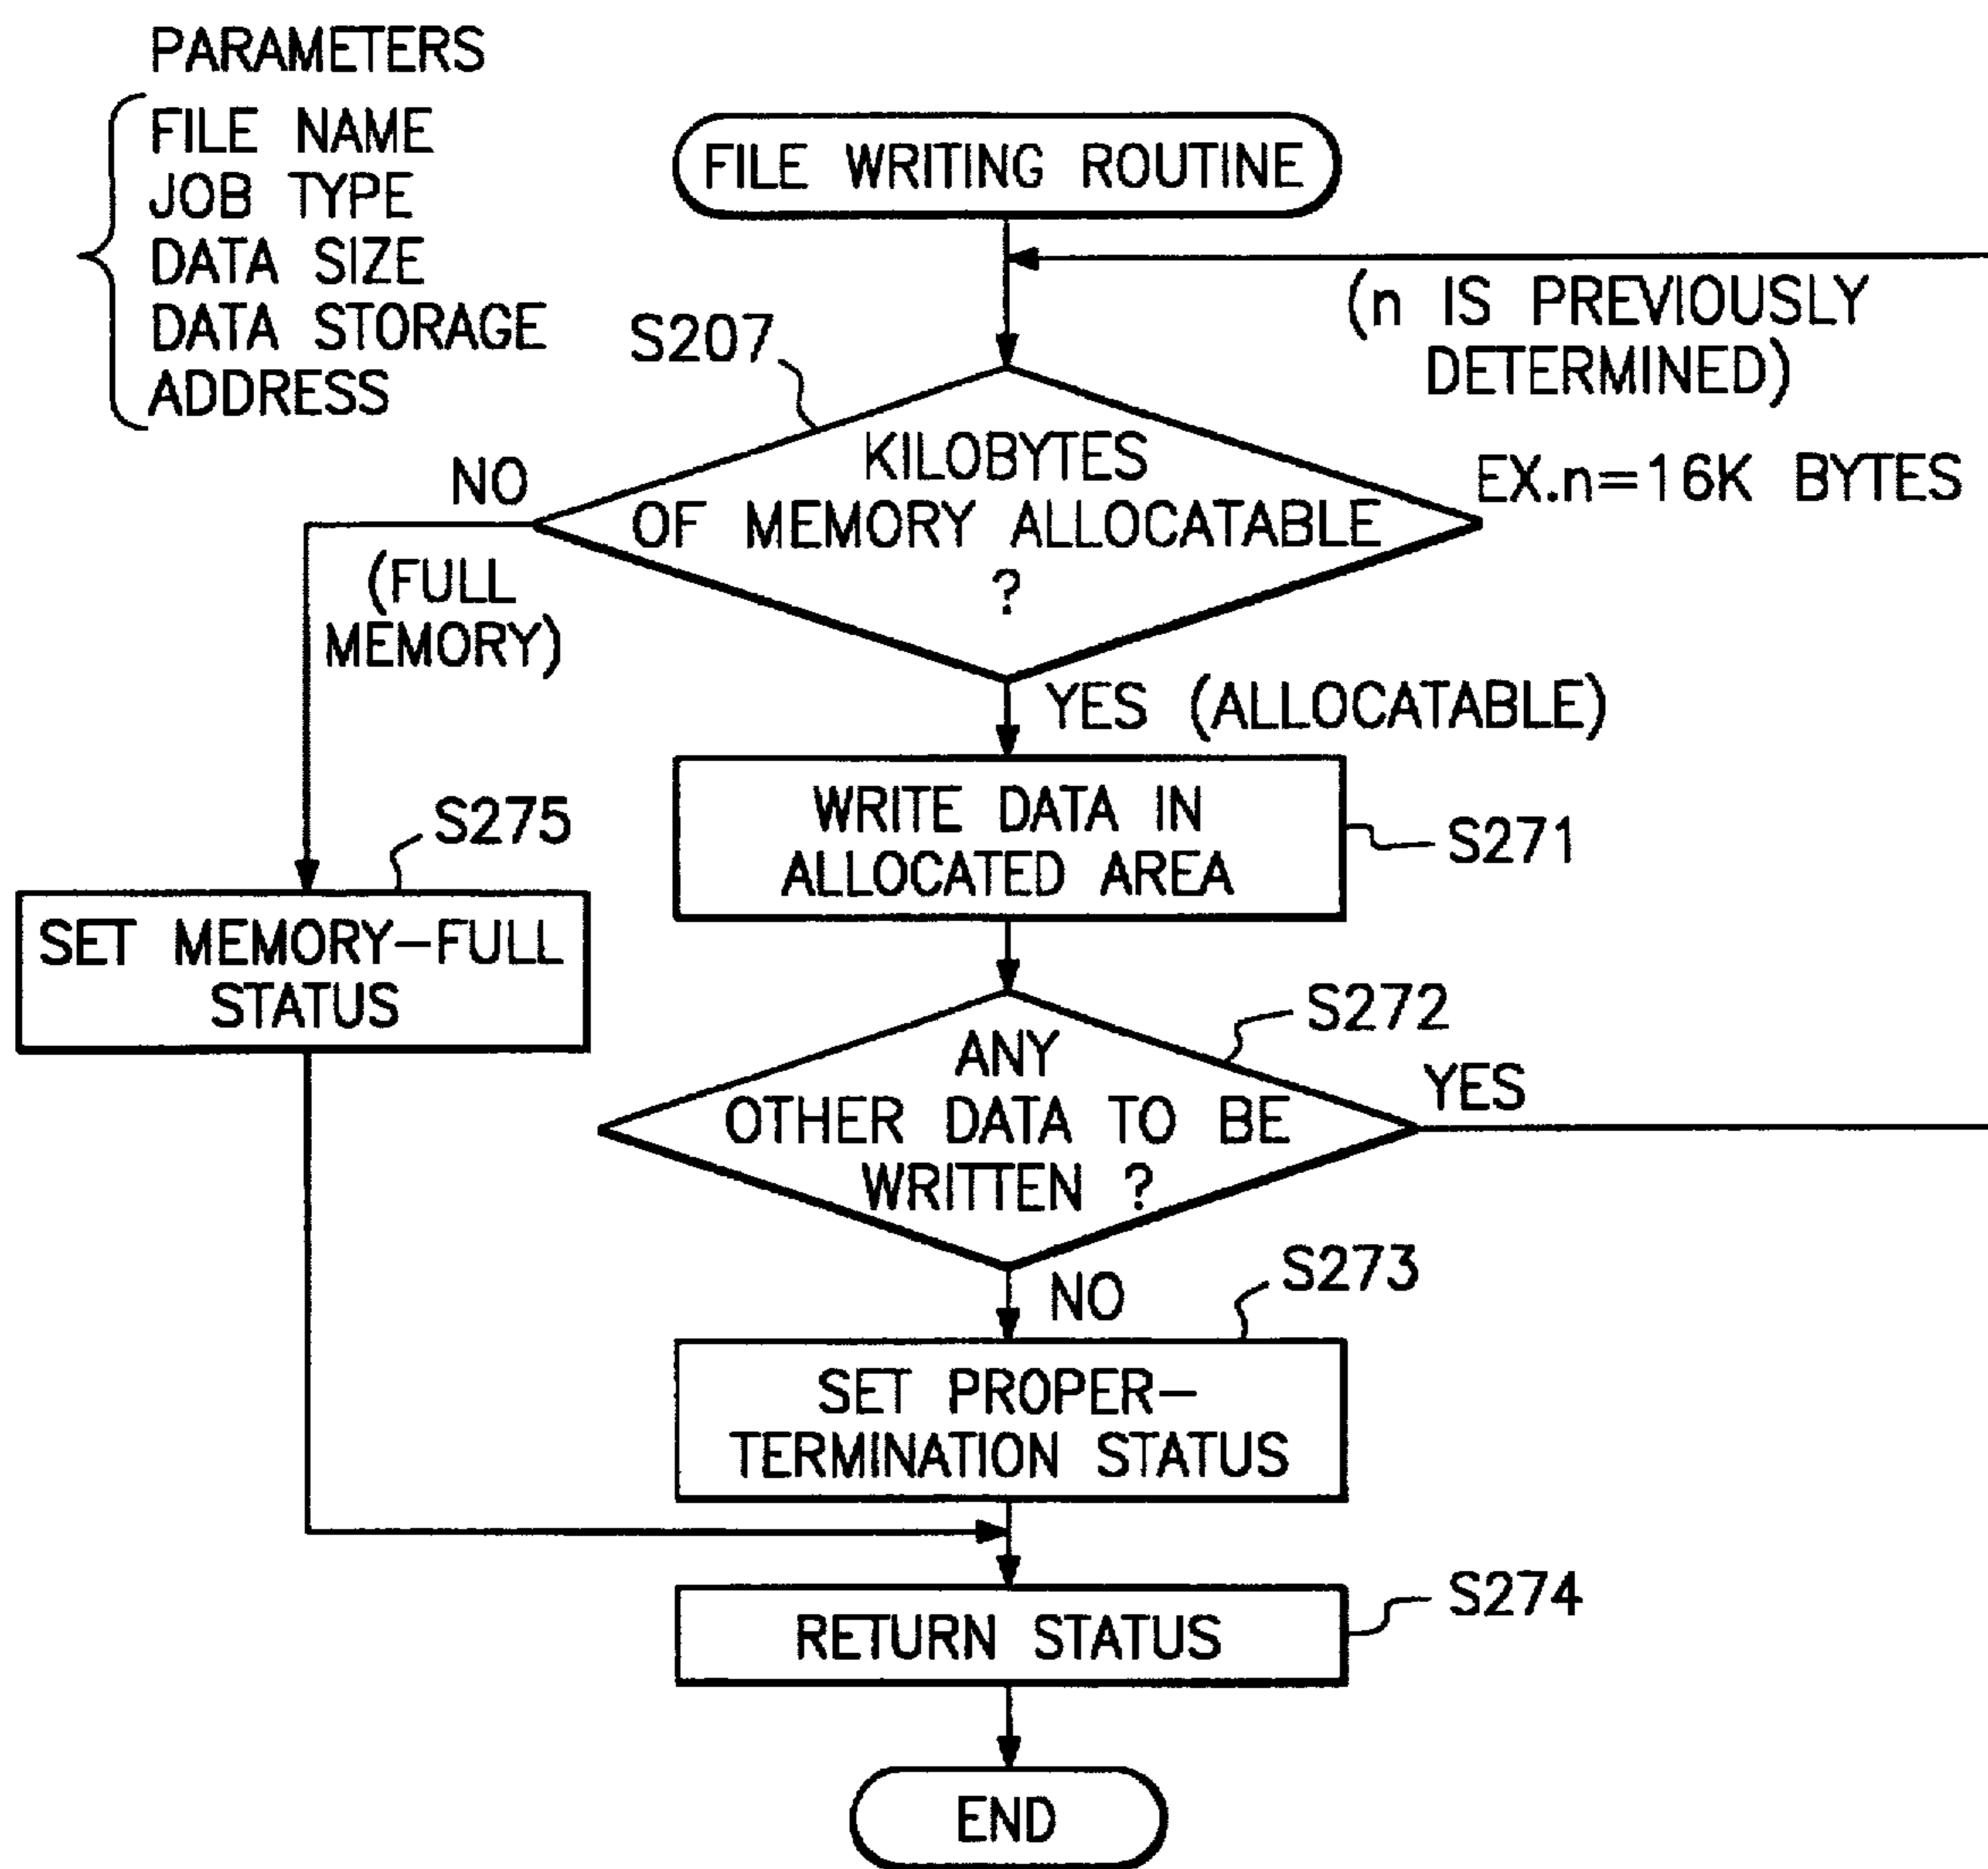 PARAMETERS
FILE NAME
JOB TYPE
DATA SIZE
DATA STORAGE
ADDRESS
FILE WRITING ROUTINE
(n IS PREVIOUSLY
DETERMINED)
EX.n=16K BYTES
S207
KILOBYTES
OF MEMORY ALLOCATABLE
?
NO
(FULL
MEMORY)
YES (ALLOCATABLE)
S275
SET MEMORY-FULL
STATUS
WRITE DATA IN
ALLOCATED AREA
S271
S272
ANY
OTHER DATA TO BE
WRITTEN ?
YES
NO
S273
SET PROPER-
TERMINATION STATUS
RETURN STATUS
S274
END